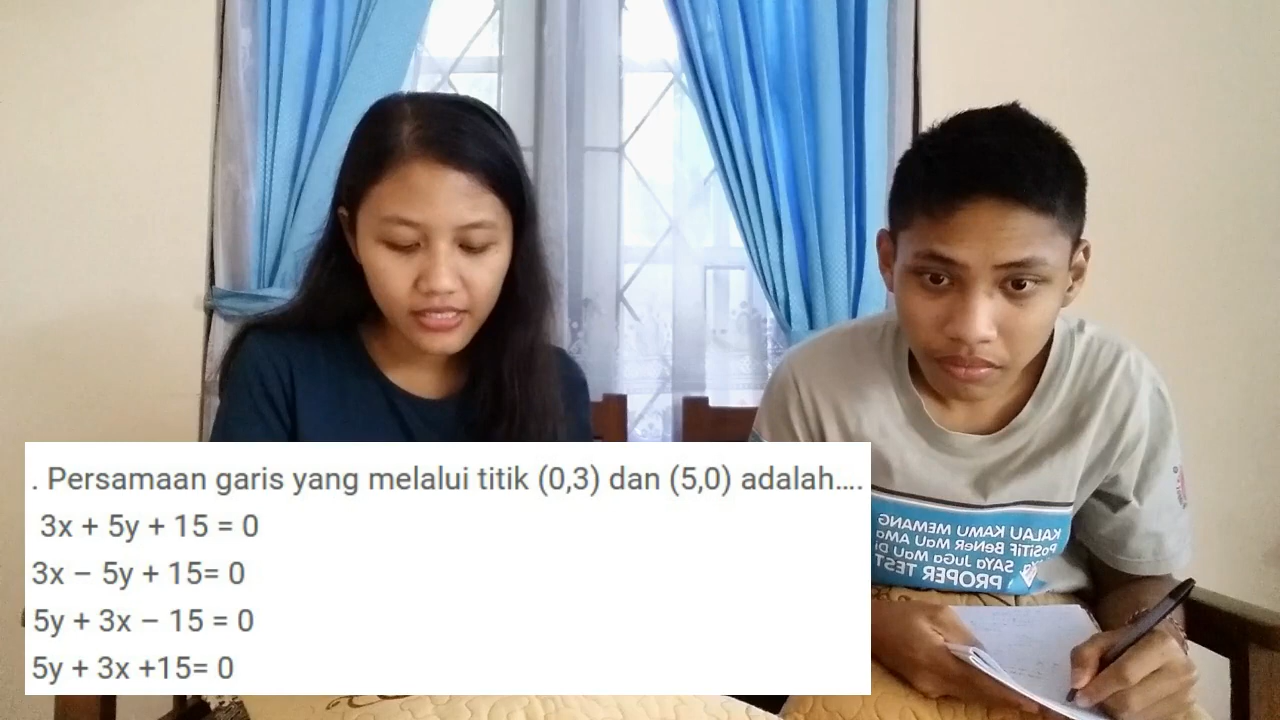 . Persamaan garis yang melalui titik (0,3) dan (5,0) adalah....
3x + 5y + 15 = 0
3x – 5y + 15= 0
5y + 3x – 15 = 0
5y + 3x +15= 0
KALAU KAMU MEMANG
PoSiTiF BeNeR MaU
SAYa JuGa MaU
PROPER TEST